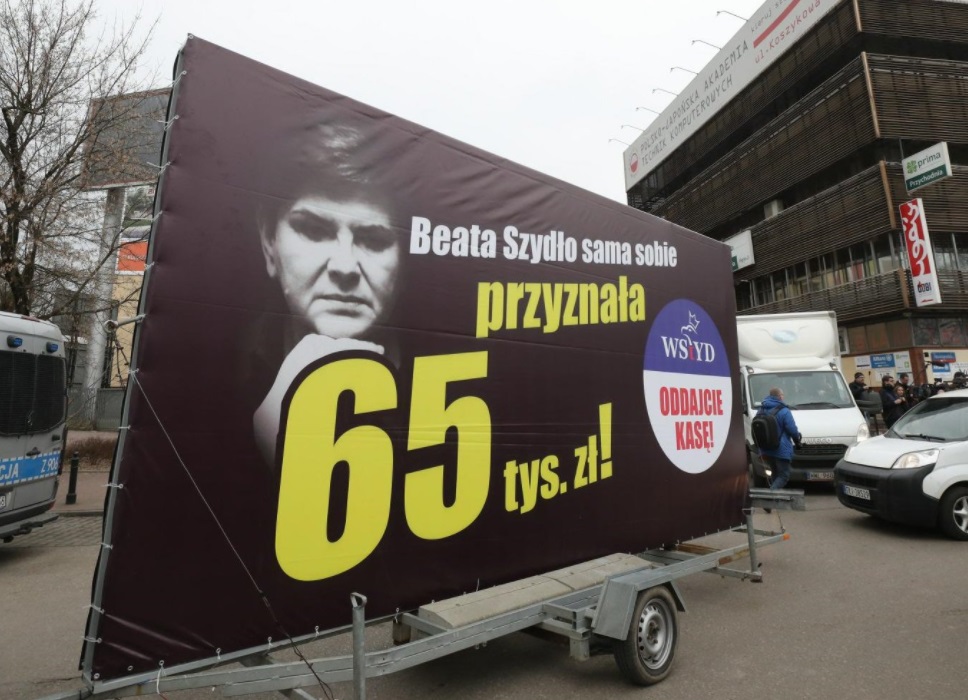 Beata Szydło sama sobie
przyznała
65
tys. zł!
WSTYD
ODDAJCIE
KASĘ!
POLSKO-JAPOŃSKA AKADEMIA
TECHNIK KOMPUTEROWYCH
ul.Koszykowa
prima
Przychodnia
CJA